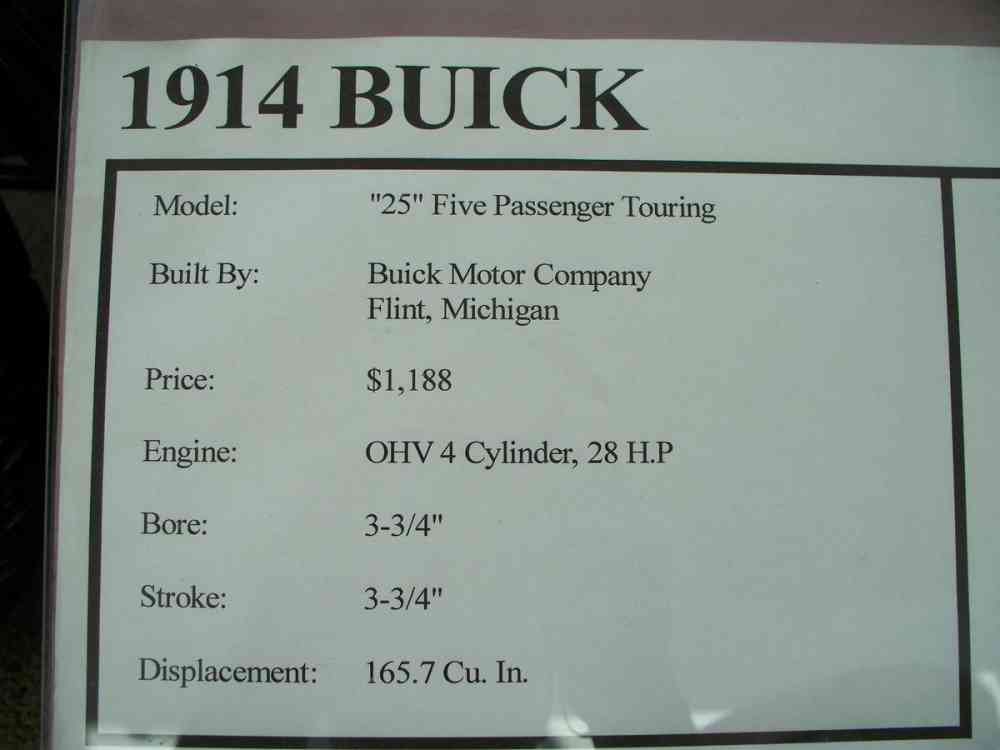 1914 BUICK
Model: "25" Five Passenger Touring
Built By: Buick Motor Company
Flint, Michigan
Price: $1,188
Engine: OHV 4 Cylinder, 28 H.P
Bore: 3-3/4"
Stroke: 3-3/4"
Displacement: 165.7 Cu. In.